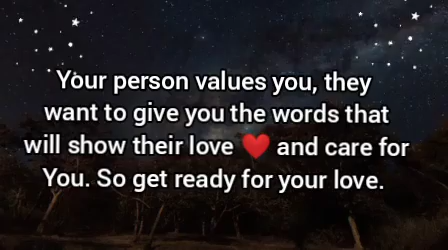 Your person values you, they
want to give you the words that
will show their love ❤️ and care for
You. So get ready for your love.